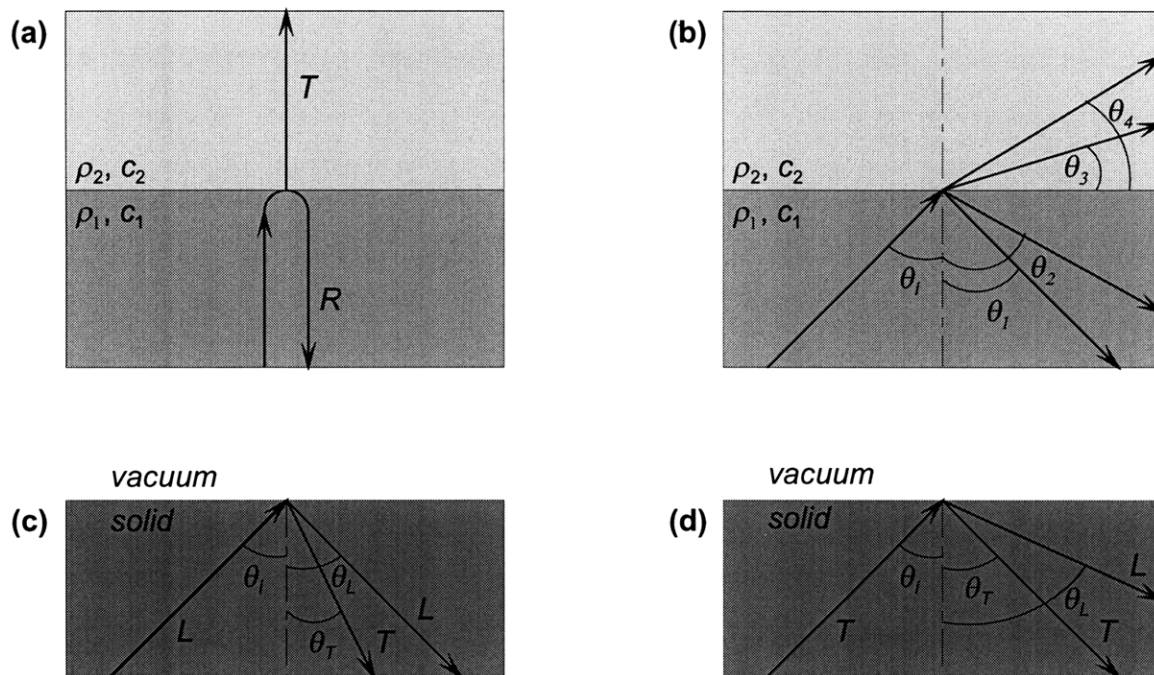 (a)
T
ρ2, c2
ρ1, c1
R
(b)
θ4
θ3
ρ2, c2
ρ1, c1
θi
θ2
θ1
vacuum
(c)
solid
θi
θL
L
L
θT
T
vacuum
(d)
solid
θi
θT
L
θL
T
T